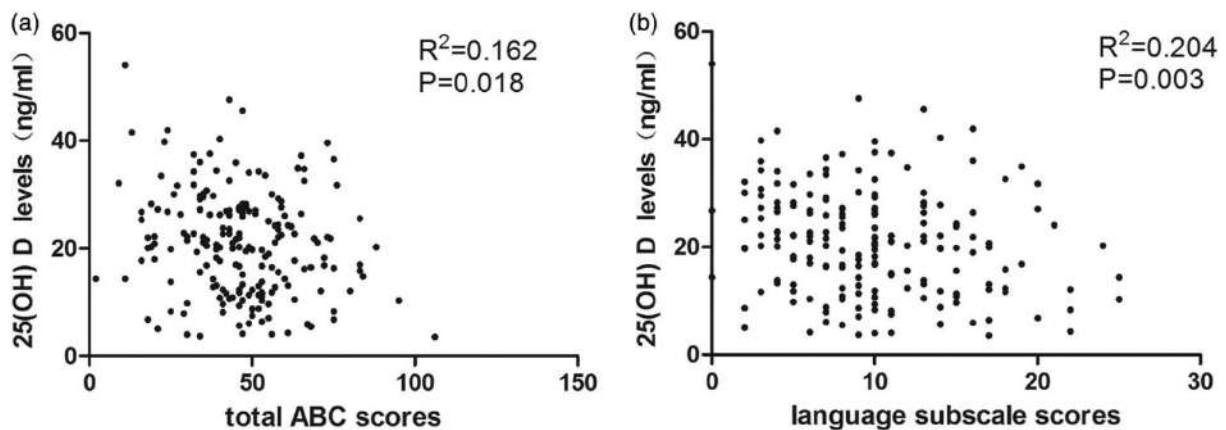 (a)
60
40
20
0
25(OH) D levels（ng/ml）
R²=0.162
P=0.018
0 50 100 150
total ABC scores
(b)
60
40
20
0
25(OH) D levels（ng/ml）
R²=0.204
P=0.003
0 10 20 30
language subscale scores